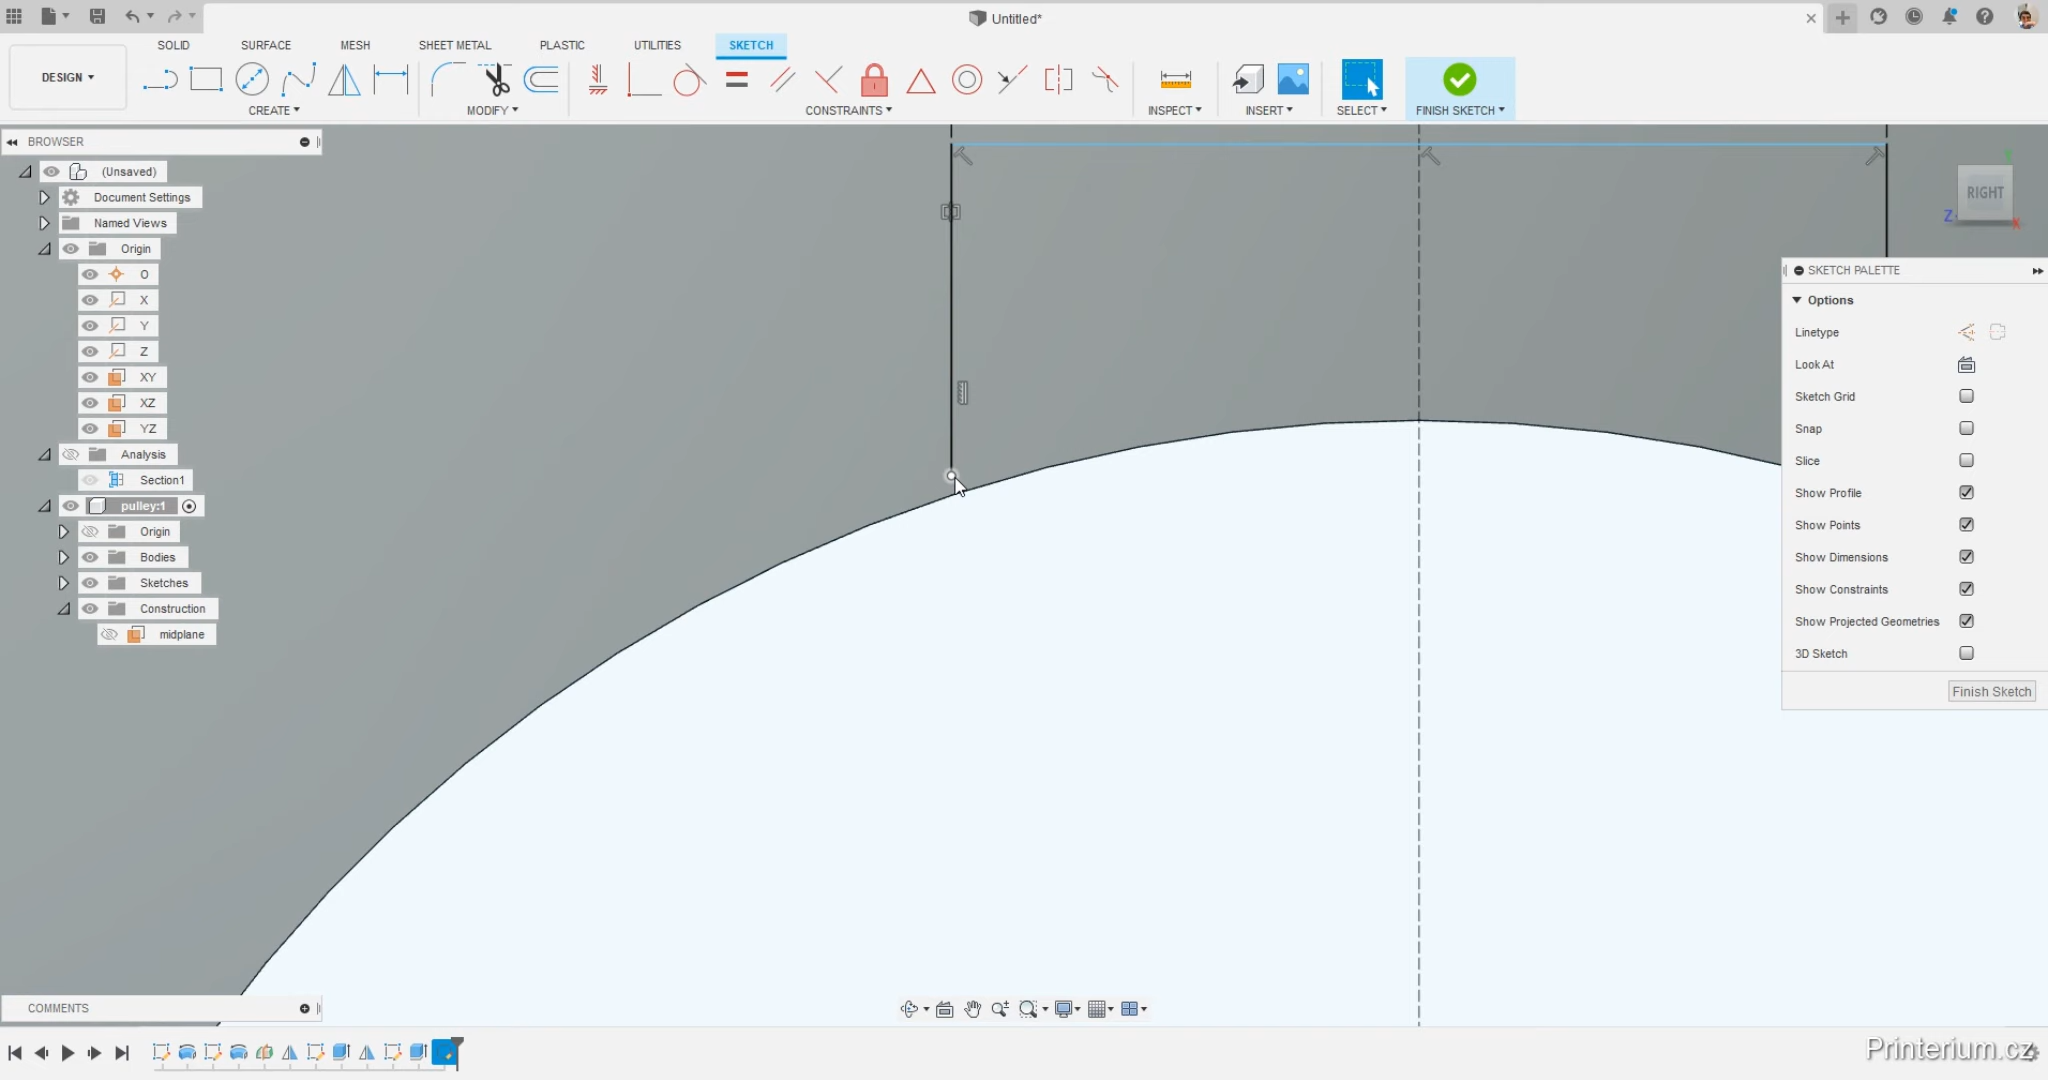 Untitled*
SOLID SURFACE MESH SHEET METAL PLASTIC UTILITIES SKETCH
DESIGN
CREATE MODIFY CONSTRAINTS INSPECT INSERT SELECT FINISH SKETCH
BROWSER
(Unsaved)
Document Settings
Named Views
Origin
O
X
Y
Z
XY
XZ
YZ
Analysis
Section1
pulley:1
Origin
Bodies
Sketches
Construction
midplane
RIGHT
Y
Z
X
SKETCH PALETTE
Options
Linetype
Look At
Sketch Grid
Snap
Slice
Show Profile
Show Points
Show Dimensions
Show Constraints
Show Projected Geometries
3D Sketch
Finish Sketch
COMMENTS
Printerium.cz